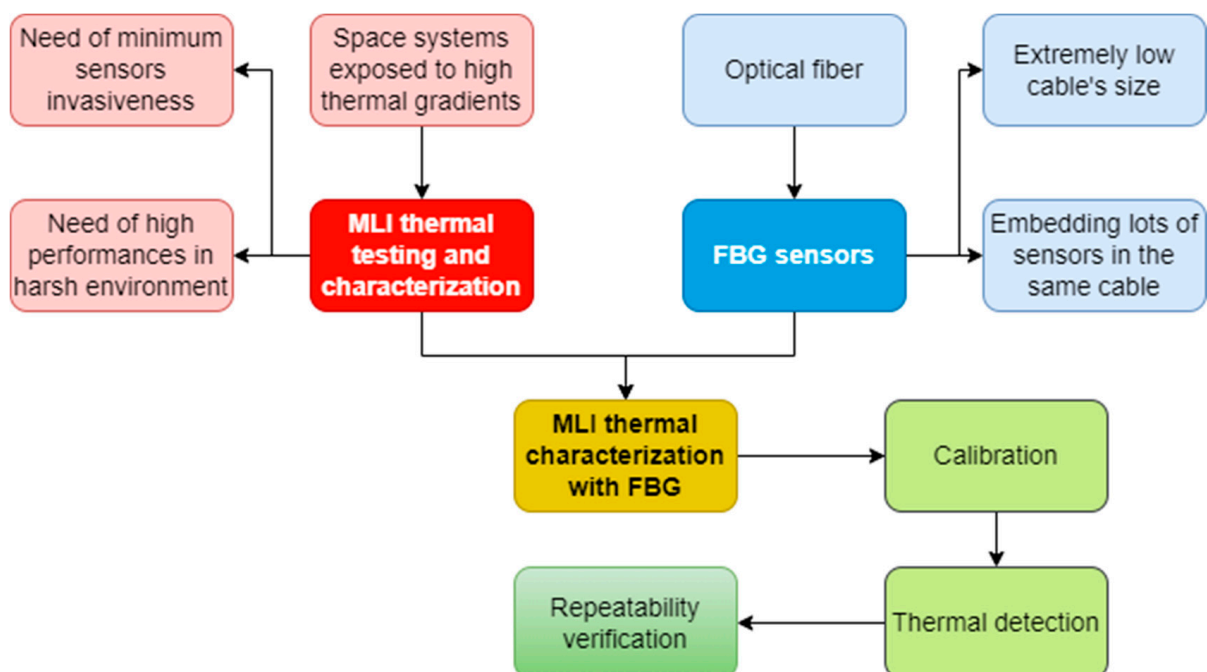 Need of minimum
sensors
invasiveness
Space systems
exposed to high
thermal gradients
Optical fiber
Extremely low
cable's size
Need of high
performances in
harsh environment
MLI thermal
testing and
characterization
FBG sensors
Embedding lots of
sensors in the
same cable
MLI thermal
characterization
with FBG
Calibration
Repeatability
verification
Thermal detection